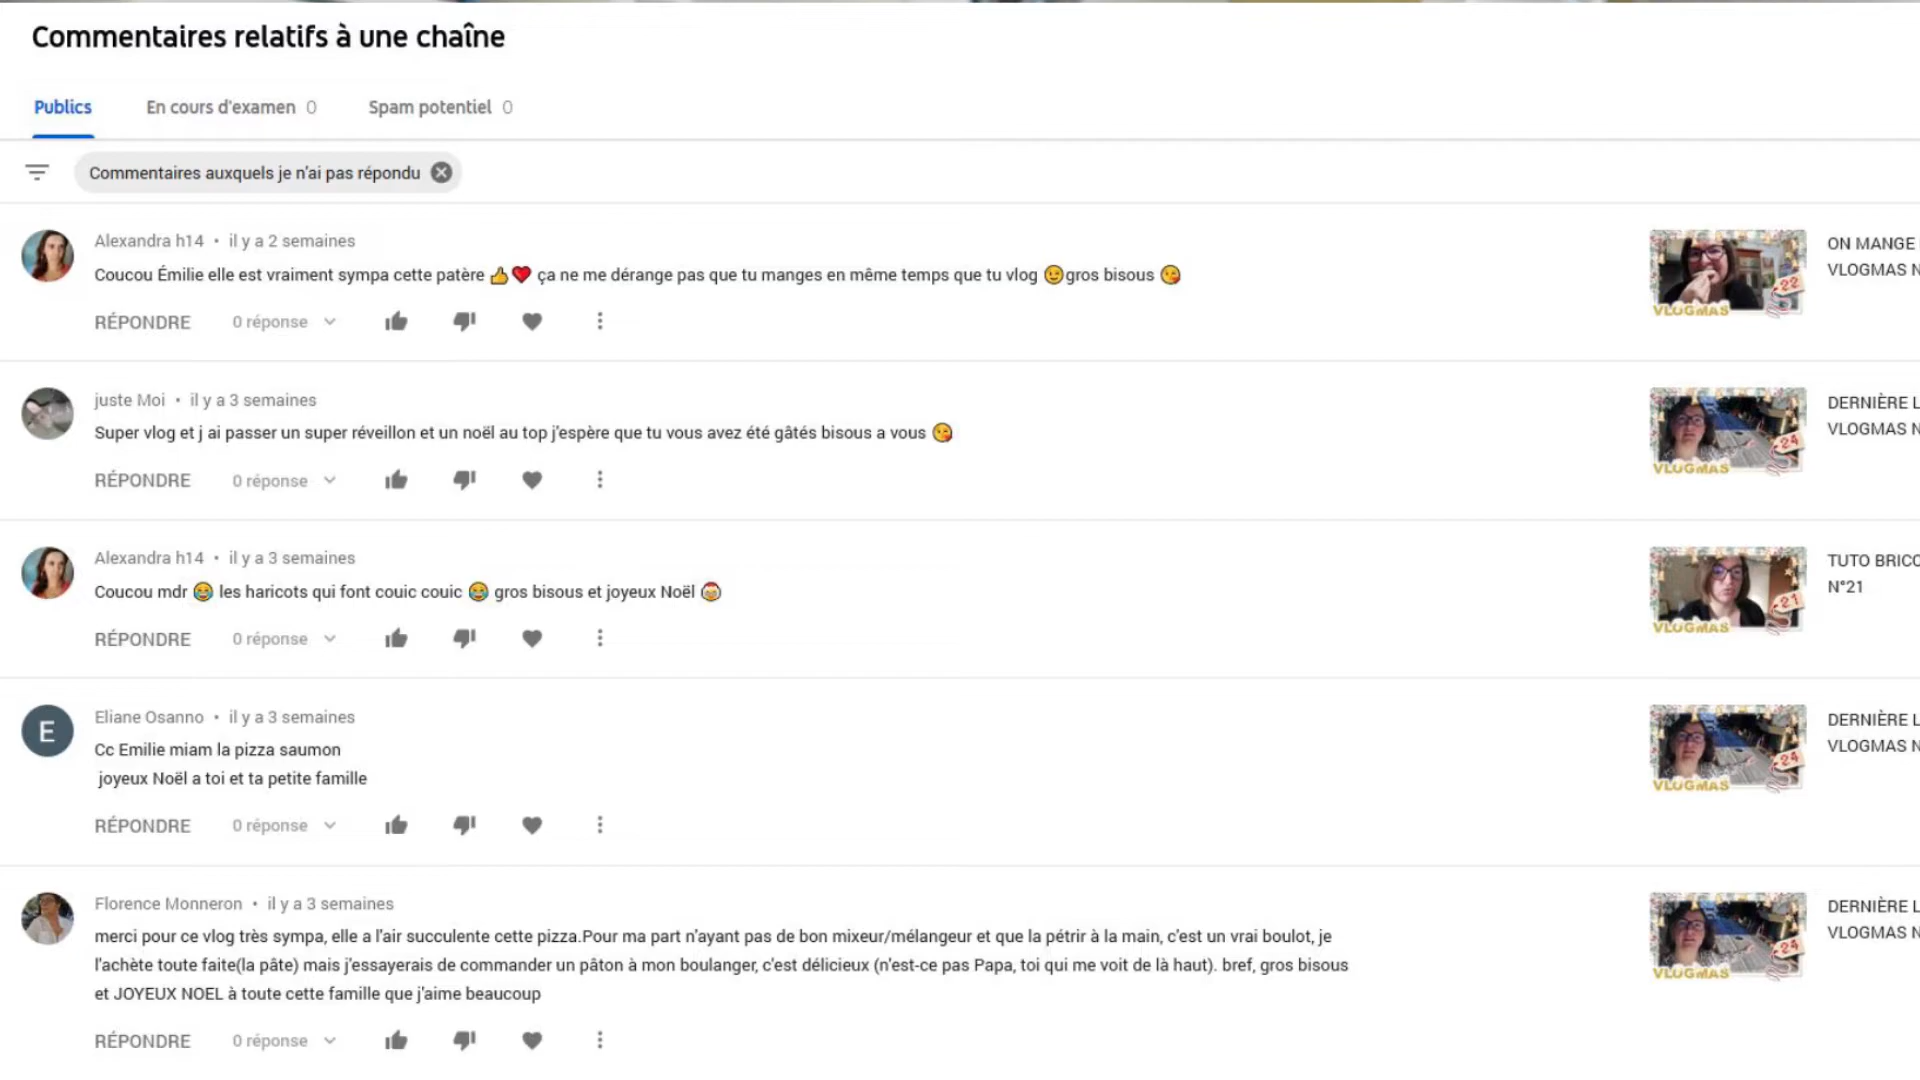 Commentaires relatifs à une chaîne
Publics
En cours d'examen 0
Spam potentiel 0
Commentaires auxquels je n'ai pas répondu
Alexandra h14 • il y a 2 semaines
Coucou Émilie elle est vraiment sympa cette patère 👍❤️ ça ne me dérange pas que tu manges en même temps que tu vlog 😉gros bisous 😘
RÉPONDRE
0 réponse
22
VLOGMAS
ON MANGE
VLOGMAS N
juste Moi • il y a 3 semaines
Super vlog et j ai passer un super réveillon et un noël au top j'espère que tu vous avez été gâtés bisous a vous 😘
RÉPONDRE
0 réponse
24
VLOGMAS
DERNIÈRE L
VLOGMAS N
Alexandra h14 • il y a 3 semaines
Coucou mdr 😂 les haricots qui font couic couic 😂 gros bisous et joyeux Noël 🎅
RÉPONDRE
0 réponse
21
VLOGMAS
TUTO BRICO
N°21
E
Eliane Osanno • il y a 3 semaines
Cc Emilie miam la pizza saumon
joyeux Noël a toi et ta petite famille
RÉPONDRE
0 réponse
24
VLOGMAS
DERNIÈRE L
VLOGMAS N
Florence Monneron • il y a 3 semaines
merci pour ce vlog très sympa, elle a l'air succulente cette pizza.Pour ma part n'ayant pas de bon mixeur/mélangeur et que la pétrir à la main, c'est un vrai boulot, je
l'achète toute faite(la pâte) mais j'essayerais de commander un pâton à mon boulanger, c'est délicieux (n'est-ce pas Papa, toi qui me voit de là haut). bref, gros bisous
et JOYEUX NOEL à toute cette famille que j'aime beaucoup
RÉPONDRE
0 réponse
24
VLOGMAS
DERNIÈRE L
VLOGMAS N